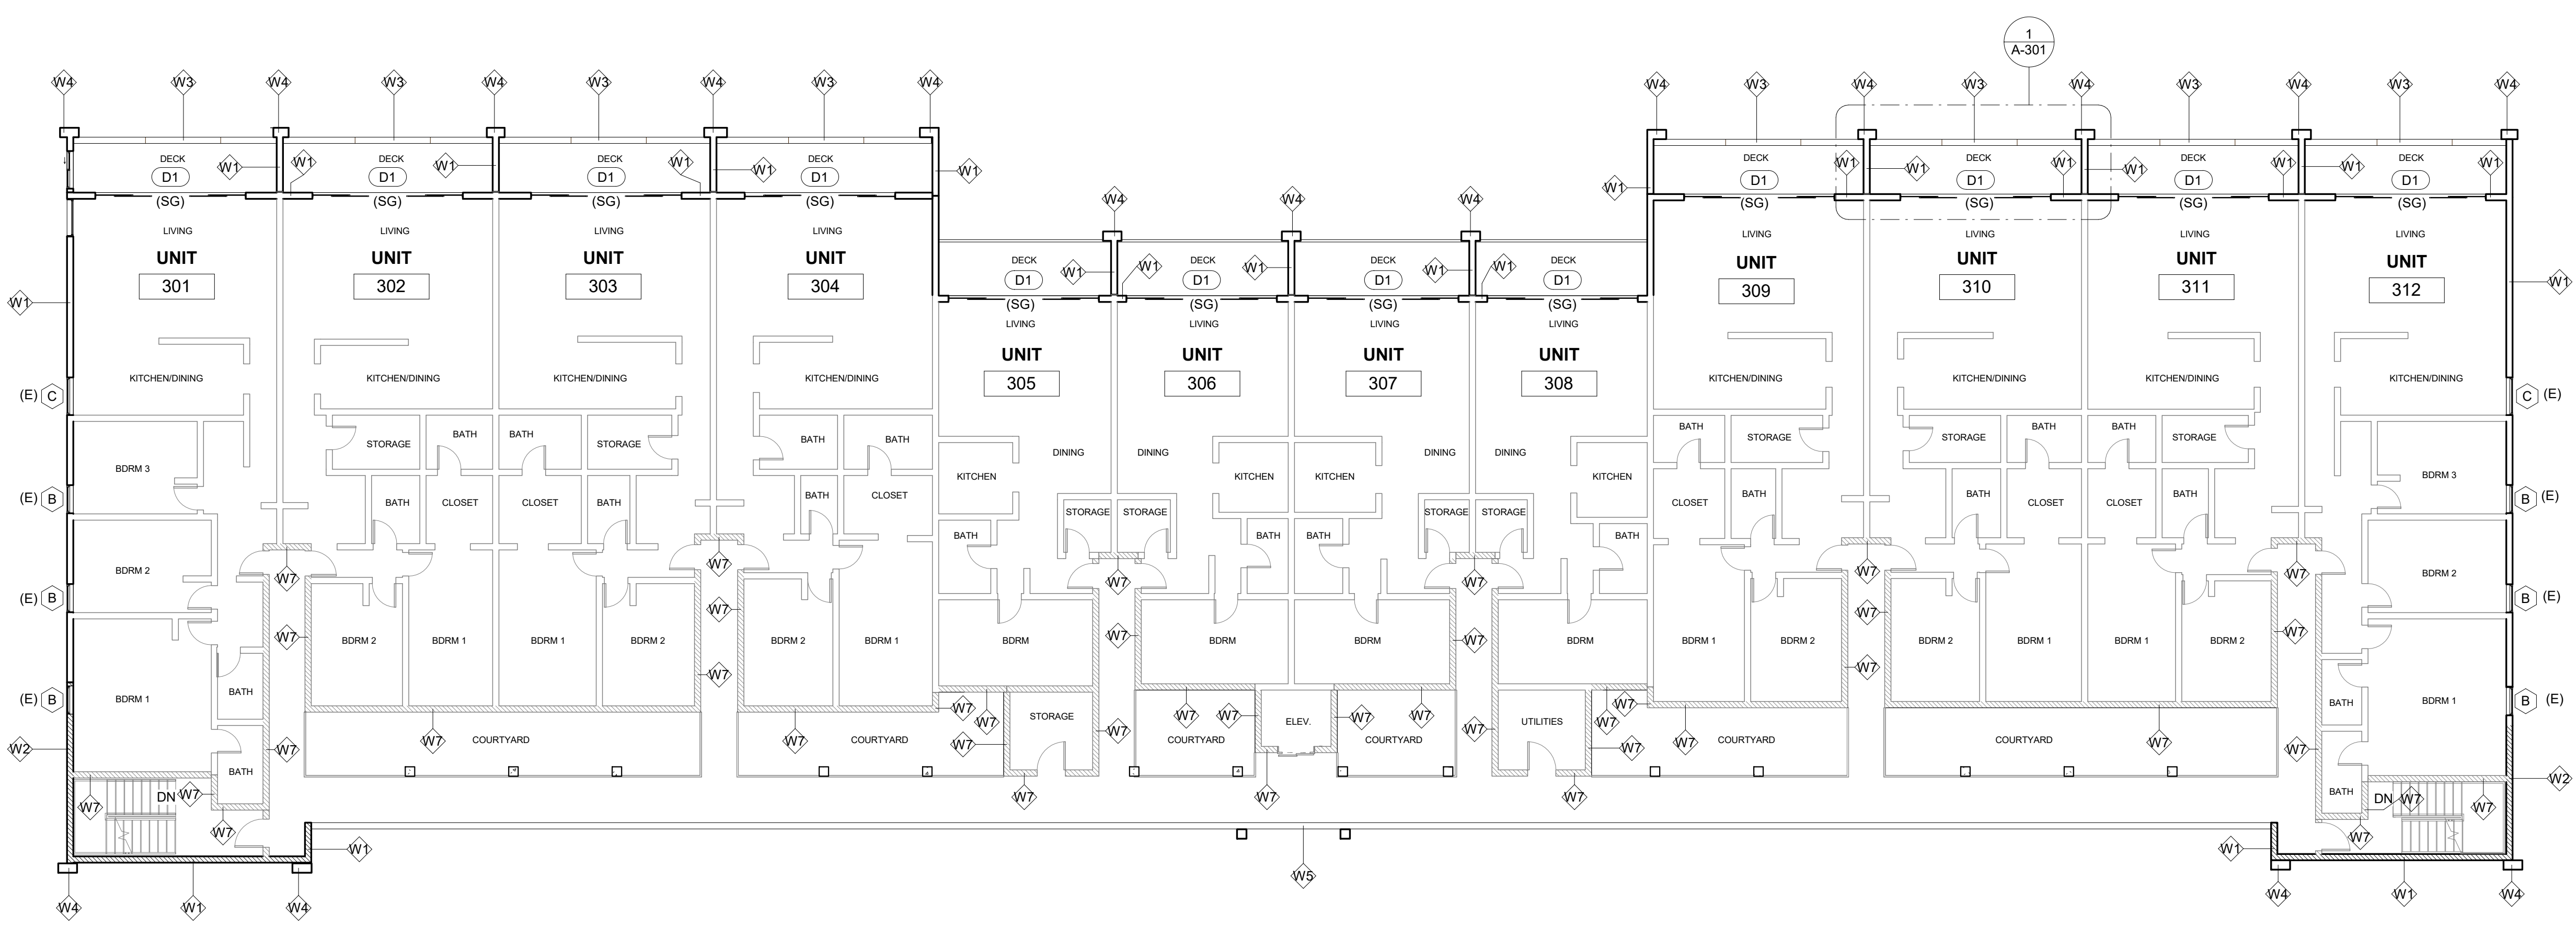 1
A-301
W4 W3 W4 W3 W4 W3 W4 W3 W4 W4 W3 W4 W3 W4 W3 W4 W3 W4
DECK DECK DECK DECK DECK DECK DECK DECK
W1 W1 W1 W1 W1 W1 W1 W1 W1 W1 W1 W1 W1 W1
D1 D1 D1 D1 D1 D1 D1 D1
W1
(SG) (SG) (SG) (SG) W4 W4 W4 (SG) (SG) (SG) (SG)
LIVING LIVING LIVING LIVING LIVING LIVING LIVING LIVING
UNIT UNIT UNIT UNIT UNIT UNIT UNIT UNIT
301 302 303 304 309 310 311 312
DECK DECK DECK DECK
W1 W1 W1 W1 W1
D1 D1 D1 D1
W1 W1
(SG) (SG) (SG) (SG)
LIVING LIVING LIVING LIVING
UNIT UNIT UNIT UNIT
305 306 307 308
KITCHEN/DINING KITCHEN/DINING KITCHEN/DINING KITCHEN/DINING KITCHEN/DINING KITCHEN/DINING KITCHEN/DINING KITCHEN/DINING
(E) C C (E)
BATH BATH BATH BATH BATH
STORAGE STORAGE BATH BATH STORAGE STORAGE STORAGE
DINING DINING DINING DINING
BDRM 3 KITCHEN KITCHEN KITCHEN KITCHEN BDRM 3
(E) B B (E)
BATH CLOSET CLOSET BATH BATH CLOSET CLOSET BATH BATH CLOSET CLOSET BATH
STORAGE STORAGE STORAGE STORAGE
BATH BATH BATH BATH
BDRM 2 BDRM 2
W7 W7 W7 W7 W7 W7
(E) B B (E)
W7 W7 W7 W7 W7 W7 W7
BDRM 2 BDRM 1 BDRM 1 BDRM 2 BDRM 2 BDRM 1 BDRM BDRM BDRM BDRM BDRM 1 BDRM 2 BDRM 2 BDRM 1 BDRM 1 BDRM 2
W7 W7
(E) B BDRM 1 BATH BATH BDRM 1 B (E)
W7 W7 STORAGE W7 W7 ELEV. W7 W7 UTILITIES W7 W7
W7 W7 W7
W7 COURTYARD W7 COURTYARD W7 COURTYARD COURTYARD W7 W7 COURTYARD COURTYARD W7
W2 W7 W7
BATH W2
W7 DN W7 W7 W7 W7 BATH DN W7 W7
W7 W7
W1 W1
W5
W4 W1 W4 W4 W1 W4